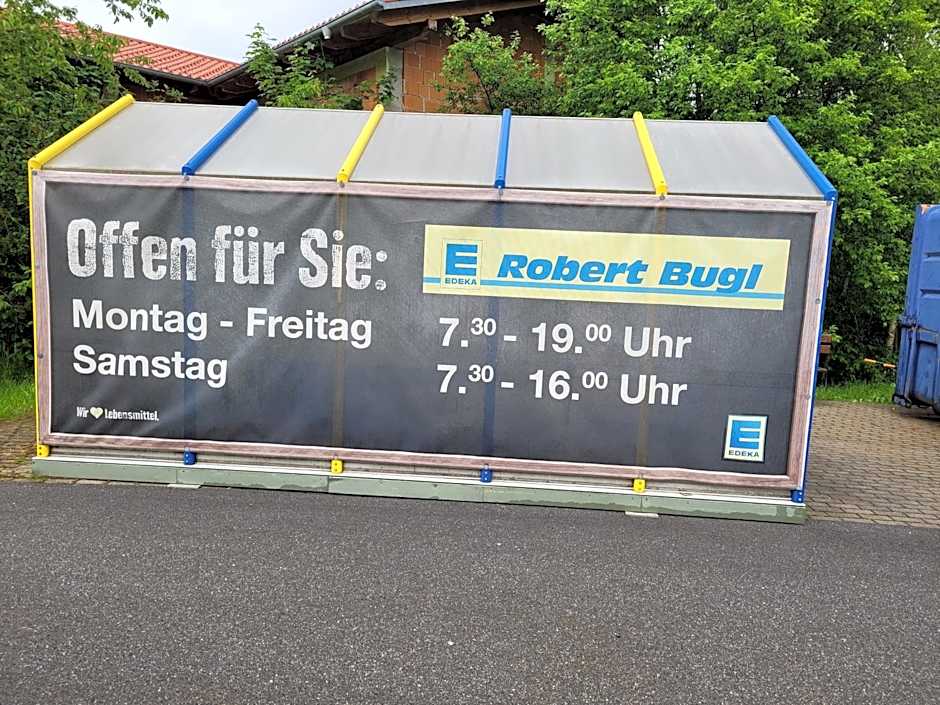 Offen für Sie:
E EDEKA Robert Bugl
Montag - Freitag 7.30 - 19.00 Uhr
Samstag 7.30 - 16.00 Uhr
Wir ♥ Lebensmittel.
E
EDEKA